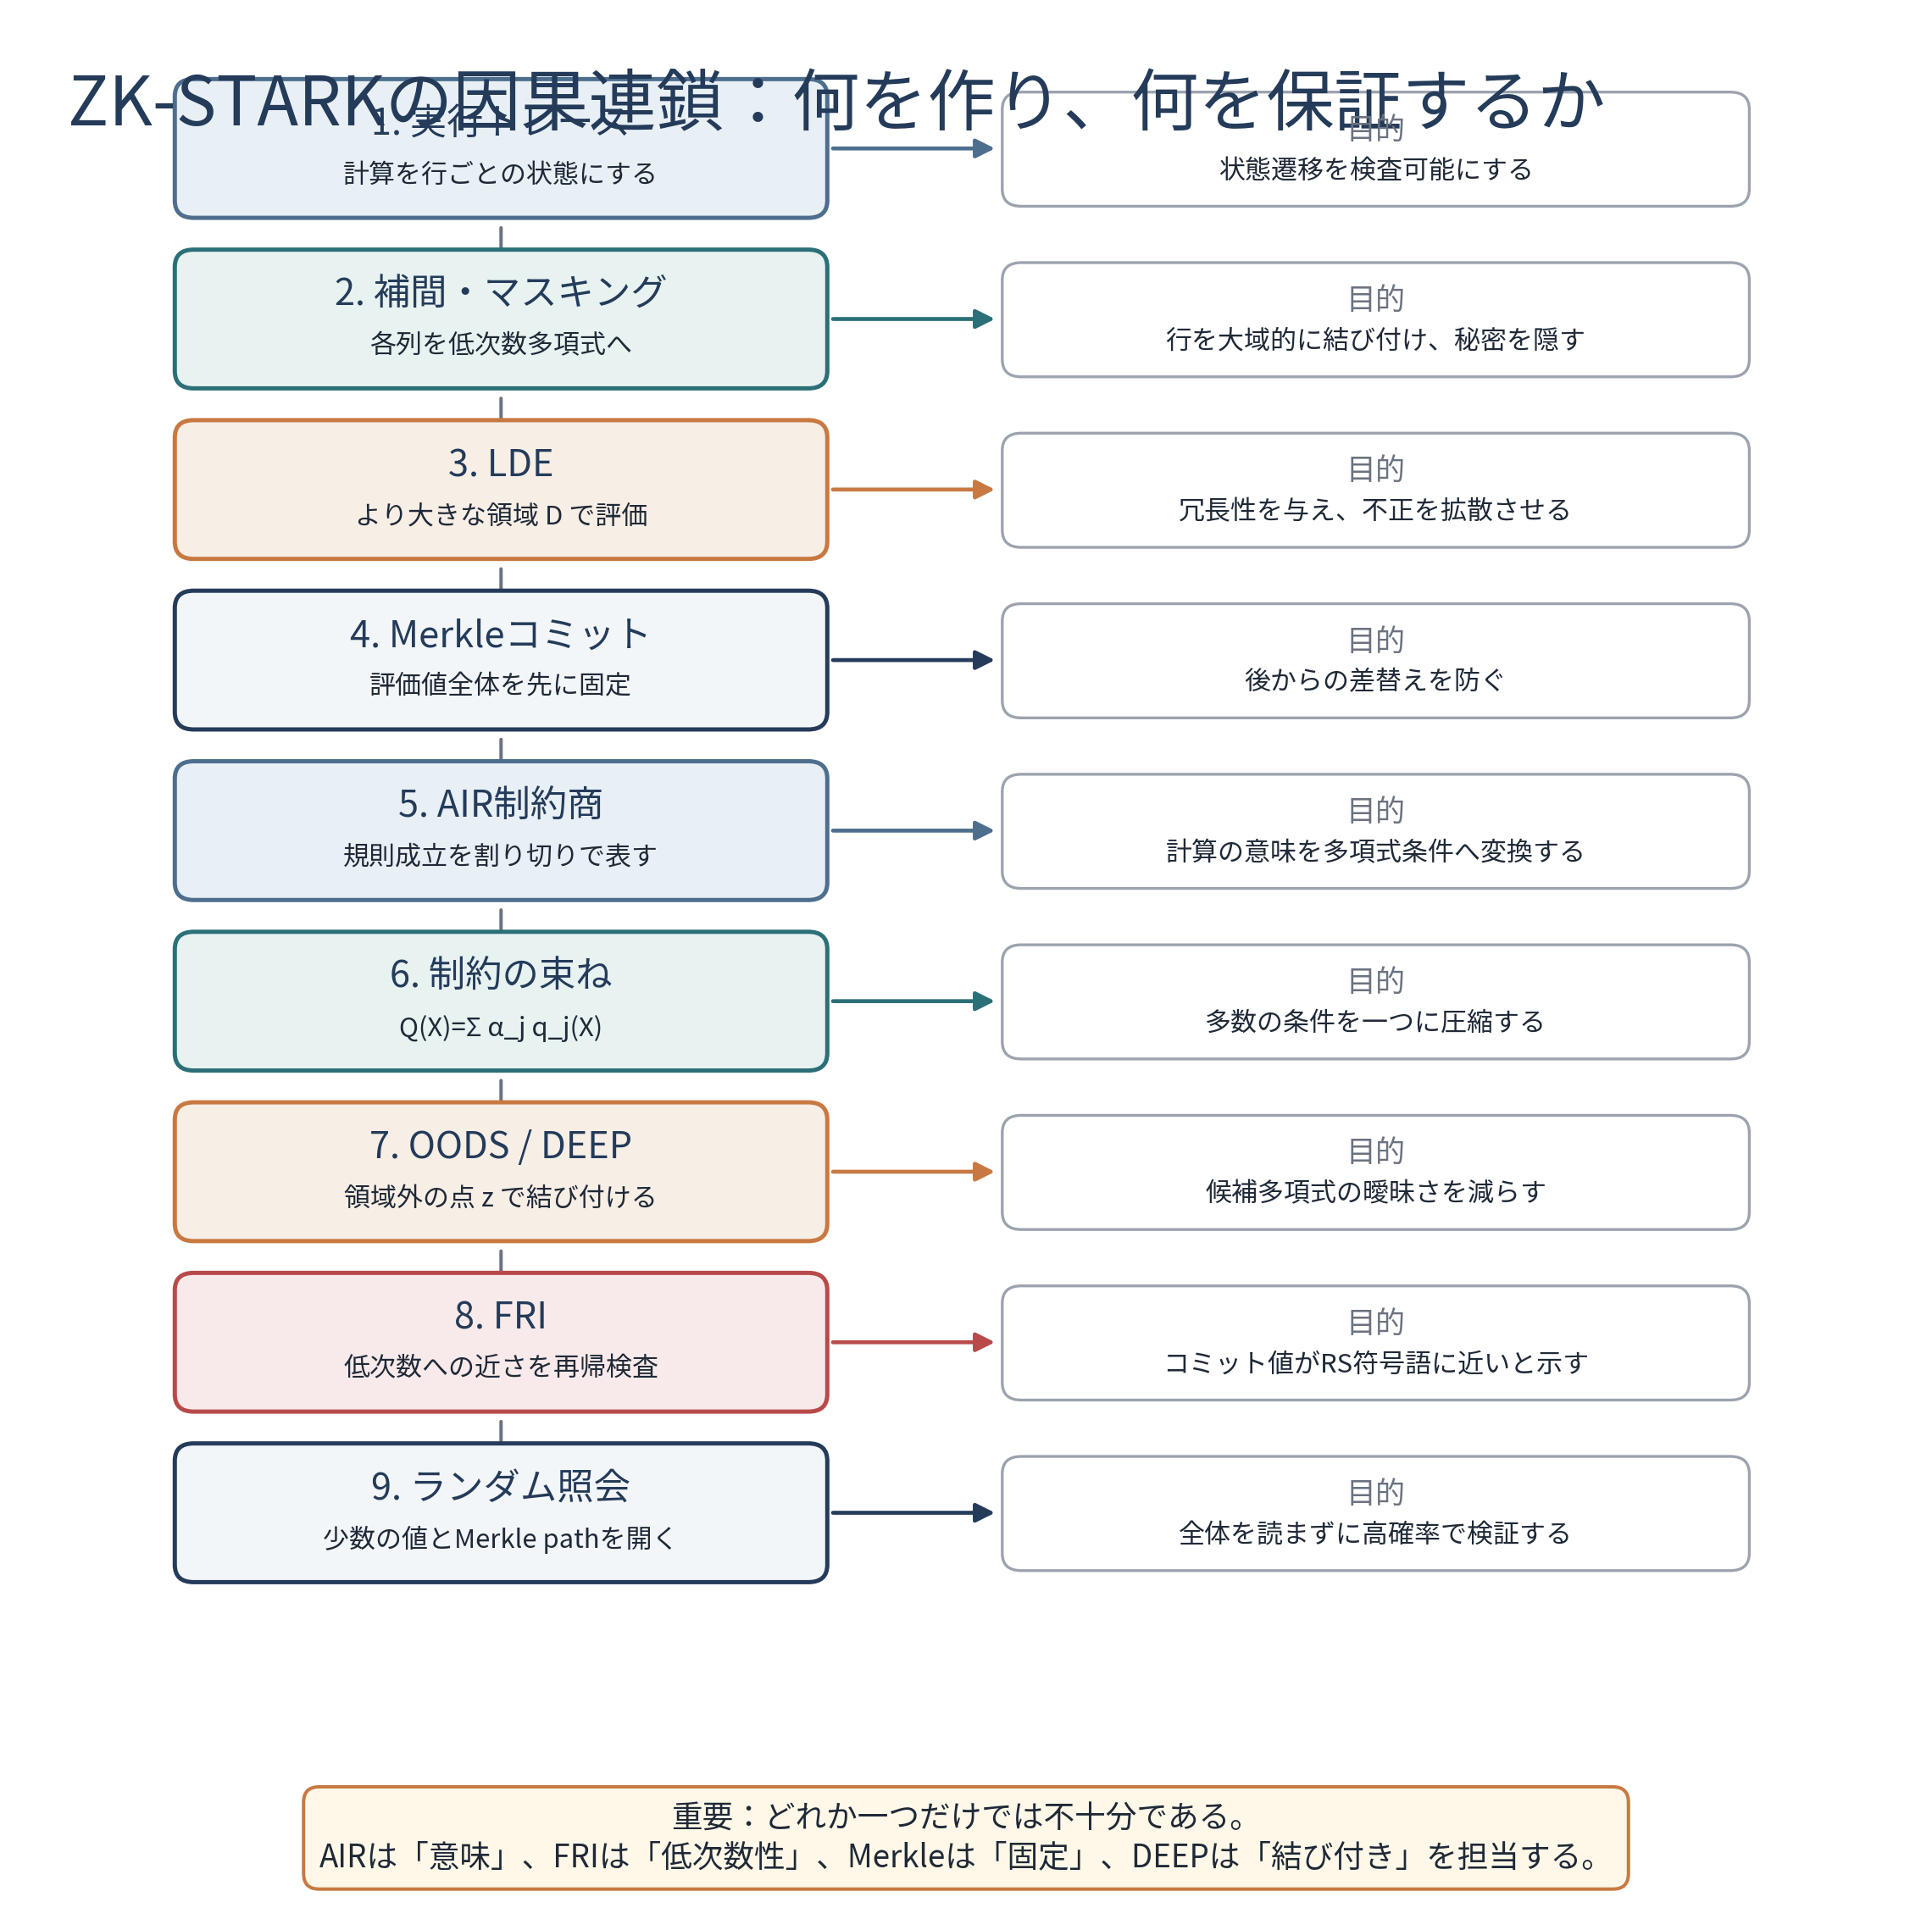 ZK-STARKの因果連鎖：何を作り、何を保証するか
1. 実行トレース
計算を行ごとの状態にする
目的
状態遷移を検査可能にする
2. 補間・マスキング
各列を低次数多項式へ
目的
行を大域的に結び付け、秘密を隠す
3. LDE
より大きな領域 D で評価
目的
冗長性を与え、不正を拡散させる
4. Merkleコミット
評価値全体を先に固定
目的
後からの差替えを防ぐ
5. AIR制約商
規則成立を割り切りで表す
目的
計算の意味を多項式条件へ変換する
6. 制約の束ね
Q(X)=Σ α_j q_j(X)
目的
多数の条件を一つに圧縮する
7. OODS / DEEP
領域外の点 z で結び付ける
目的
候補多項式の曖昧さを減らす
8. FRI
低次数への近さを再帰検査
目的
コミット値がRS符号語に近いと示す
9. ランダム照会
少数の値とMerkle pathを開く
目的
全体を読まずに高確率で検証する
重要：どれか一つだけでは不十分である。
AIRは「意味」、FRIは「低次数性」、Merkleは「固定」、DEEPは「結び付き」を担当する。